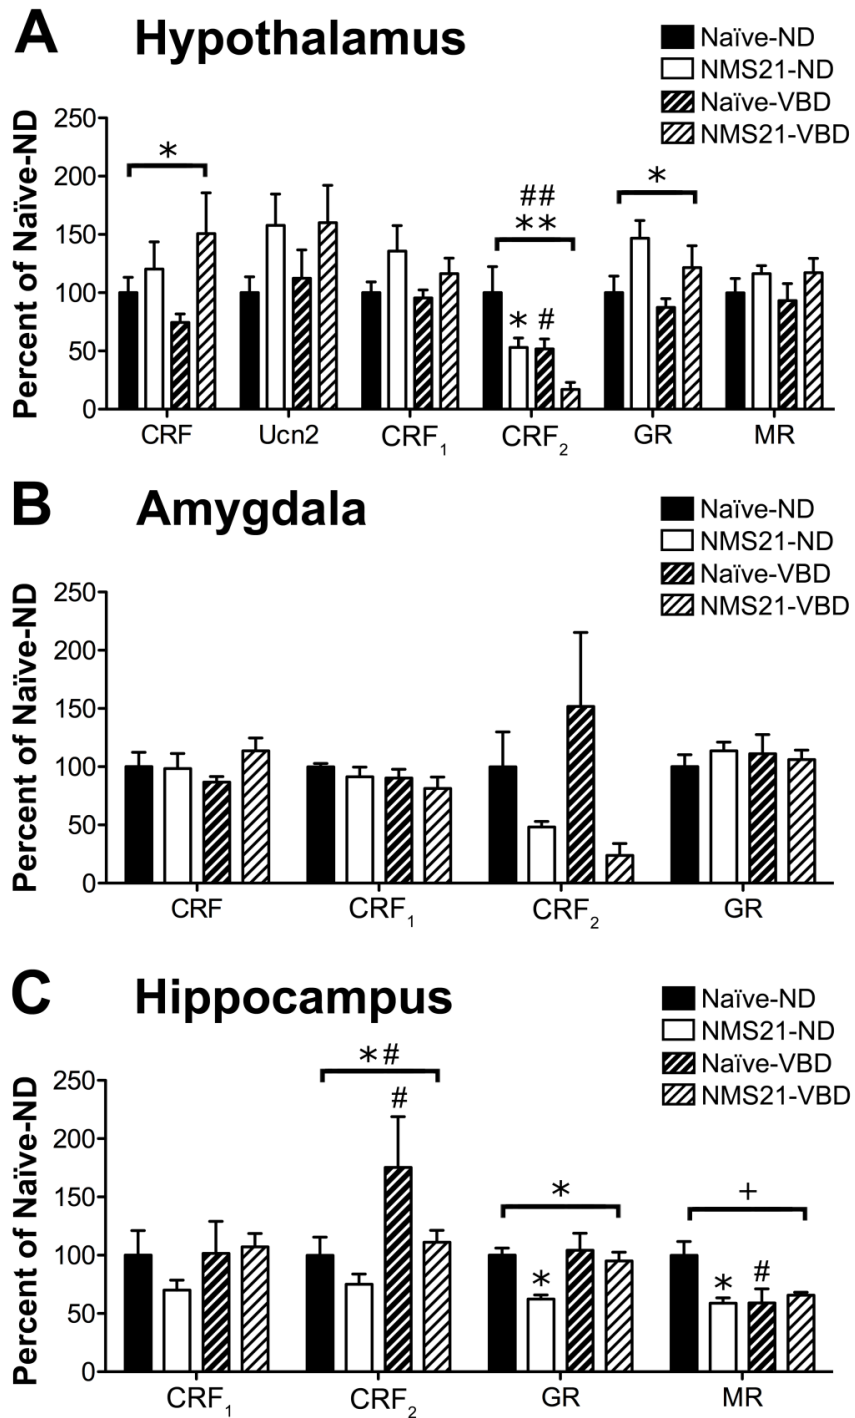 A Hypothalamus
Naïve-ND
NMS21-ND
Naïve-VBD
NMS21-VBD
Percent of Naïve-ND
250
200
150
100
50
0
*
##
**
* #
*
CRF Ucn2 CRF₁ CRF₂ GR MR
B Amygdala
Naïve-ND
NMS21-ND
Naïve-VBD
NMS21-VBD
Percent of Naïve-ND
250
200
150
100
50
0
CRF CRF₁ CRF₂ GR
C Hippocampus
Naïve-ND
NMS21-ND
Naïve-VBD
NMS21-VBD
Percent of Naïve-ND
250
200
150
100
50
0
*#
#
*
*
+
* #
CRF₁ CRF₂ GR MR